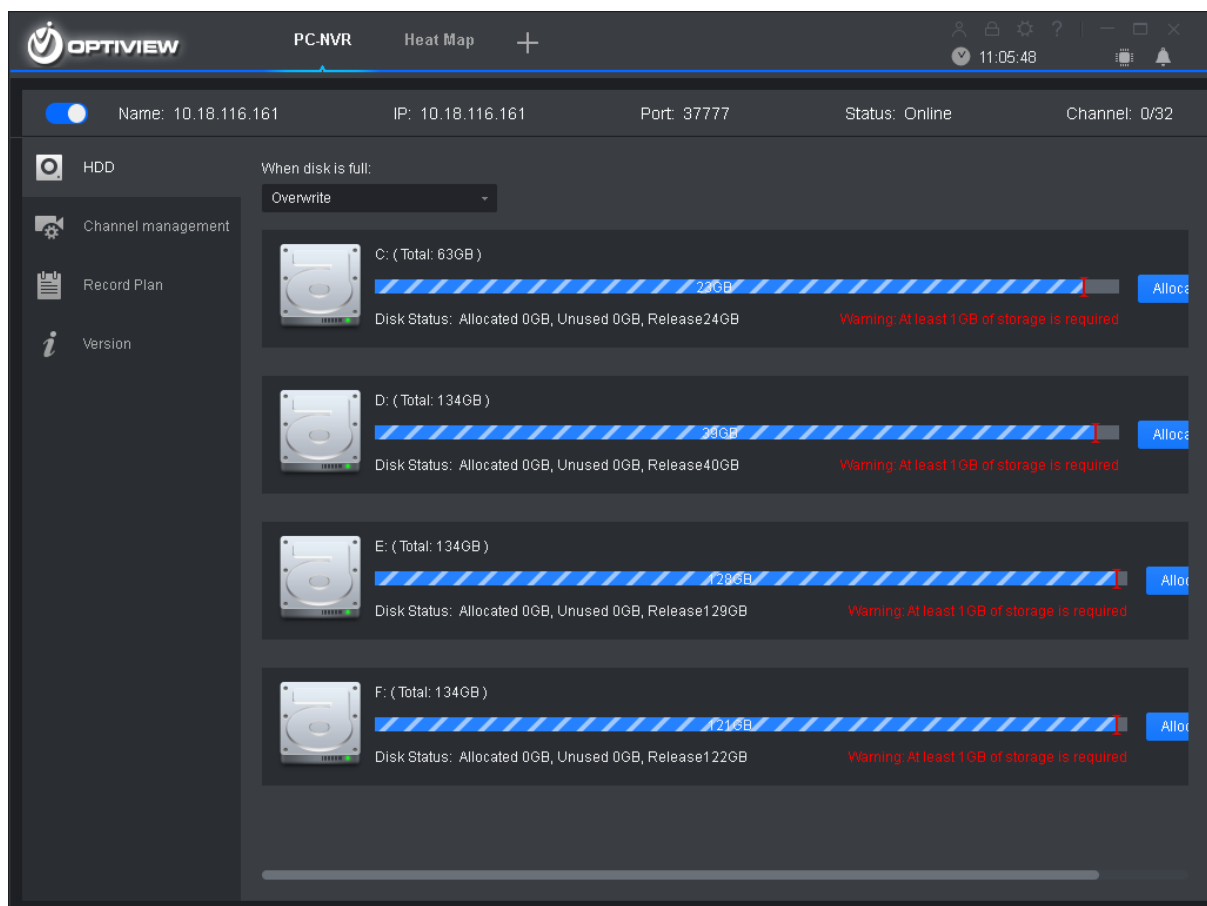 OPTIVIEW PC-NVR Heat Map
11:05:48
Name: 10.18.116.161 IP: 10.18.116.161 Port: 37777 Status: Online Channel: 0/32
HDD
Channel management
Record Plan
Version
When disk is full:
Overwrite
C: ( Total: 63GB )
23GB
Alloca
Disk Status: Allocated 0GB, Unused 0GB, Release24GB Warning: At least 1GB of storage is required
D: ( Total: 134GB )
39GB
Alloca
Disk Status: Allocated 0GB, Unused 0GB, Release40GB Warning: At least 1GB of storage is required
E: ( Total: 134GB )
128GB
Alloc
Disk Status: Allocated 0GB, Unused 0GB, Release129GB Warning: At least 1GB of storage is required
F: ( Total: 134GB )
121GB
Alloc
Disk Status: Allocated 0GB, Unused 0GB, Release122GB Warning: At least 1GB of storage is required